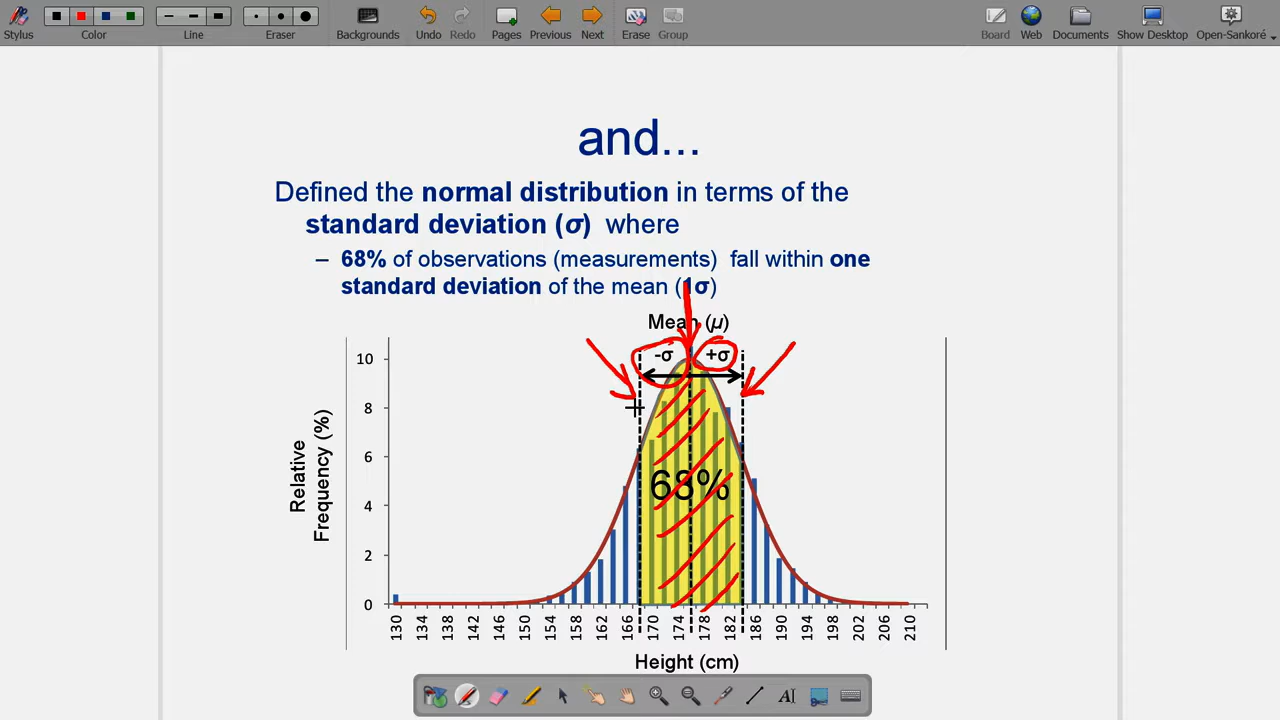 Stylus Color Line Eraser Backgrounds Undo Redo Pages Previous Next Erase Group Board Web Documents Show Desktop Open-Sankoré
and...
Defined the normal distribution in terms of the
standard deviation (σ) where
– 68% of observations (measurements) fall within one
standard deviation of the mean (1σ)
Mean (μ)
-σ +σ
10
8
6
4
2
0
Relative
Frequency (%)
68%
130 134 138 142 146 150 154 158 162 166 170 174 178 182 186 190 194 198 202 206 210
Height (cm)
A